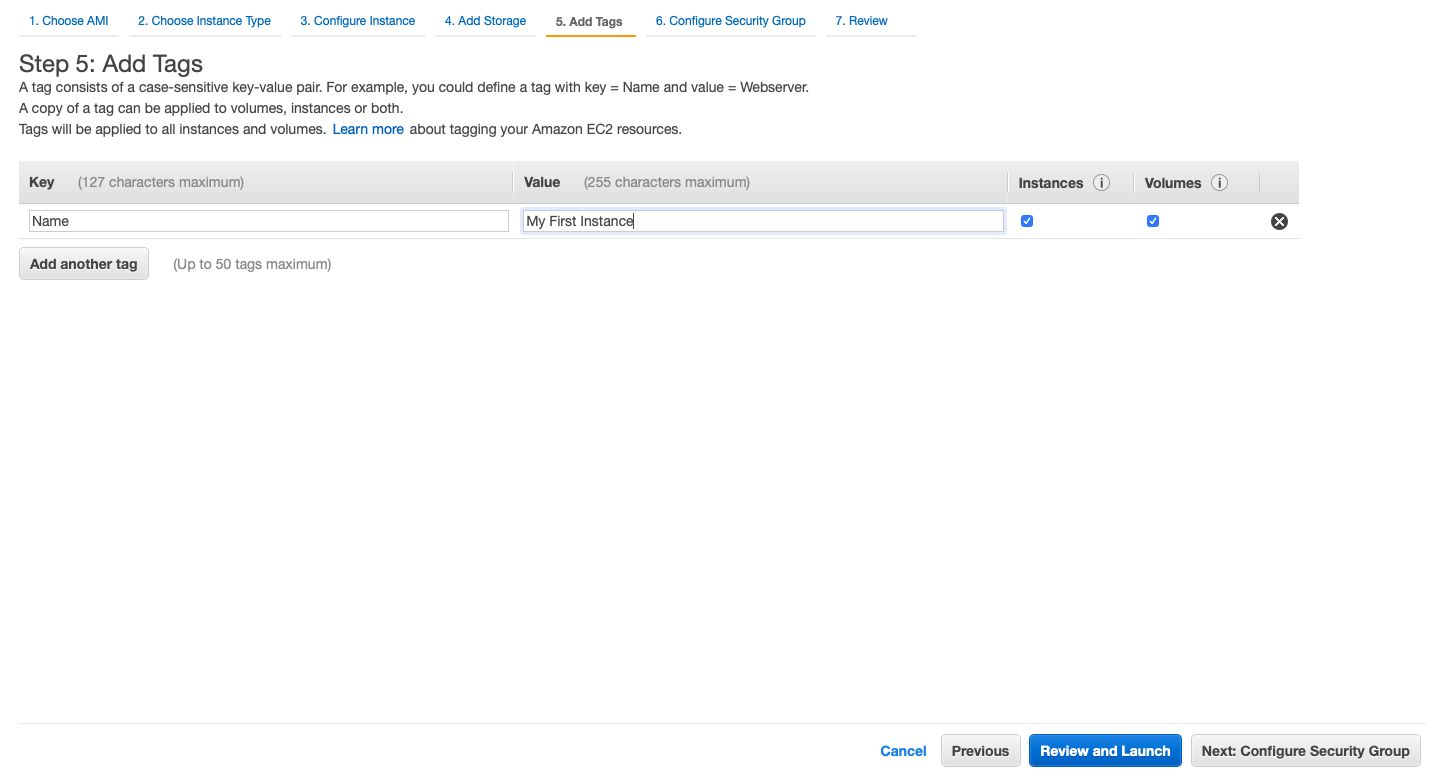 1. Choose AMI 2. Choose Instance Type 3. Configure Instance 4. Add Storage 5. Add Tags 6. Configure Security Group 7. Review
Step 5: Add Tags
A tag consists of a case-sensitive key-value pair. For example, you could define a tag with key = Name and value = Webserver.
A copy of a tag can be applied to volumes, instances or both.
Tags will be applied to all instances and volumes. Learn more about tagging your Amazon EC2 resources.
Key (127 characters maximum) Value (255 characters maximum) Instances i Volumes i
Name My First Instance
Add another tag (Up to 50 tags maximum)
Cancel Previous Review and Launch Next: Configure Security Group